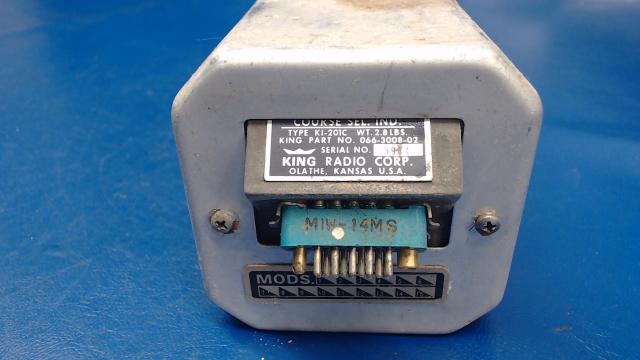 COURSE SEL. IND.
TYPE KI-201C WT. 2.8 LBS.
KING PART NO. 066-3008-02
SERIAL NO.
KING RADIO CORP.
OLATHE, KANSAS U.S.A.
MIW-14MS
MODS.